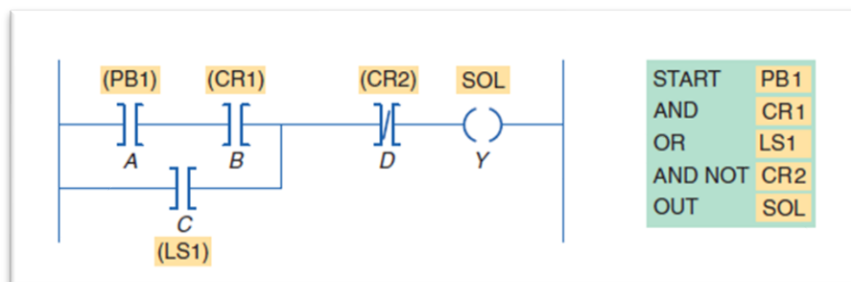 (PB1) (CR1) (CR2) SOL
A B D Y
C
(LS1)
START PB1
AND CR1
OR LS1
AND NOT CR2
OUT SOL